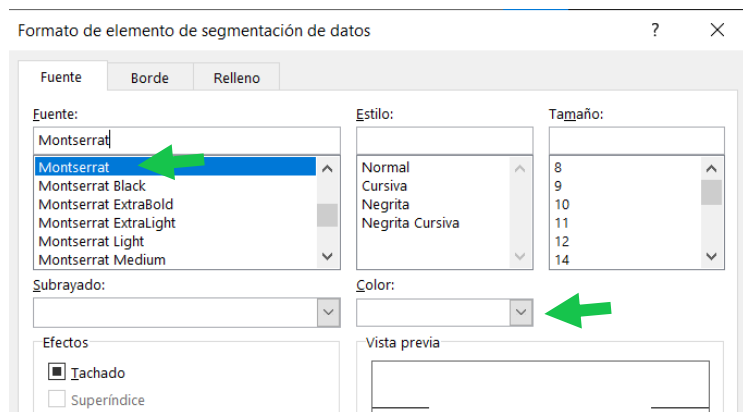 Formato de elemento de segmentación de datos ? ×
Fuente Borde Relleno
Fuente: Estilo: Tamaño:
Montserrat
Montserrat Normal 8
Montserrat Black Cursiva 9
Montserrat ExtraBold Negrita 10
Montserrat ExtraLight Negrita Cursiva 11
Montserrat Light 12
Montserrat Medium 14
Subrayado: Color:
Efectos Vista previa
Tachado
Superíndice